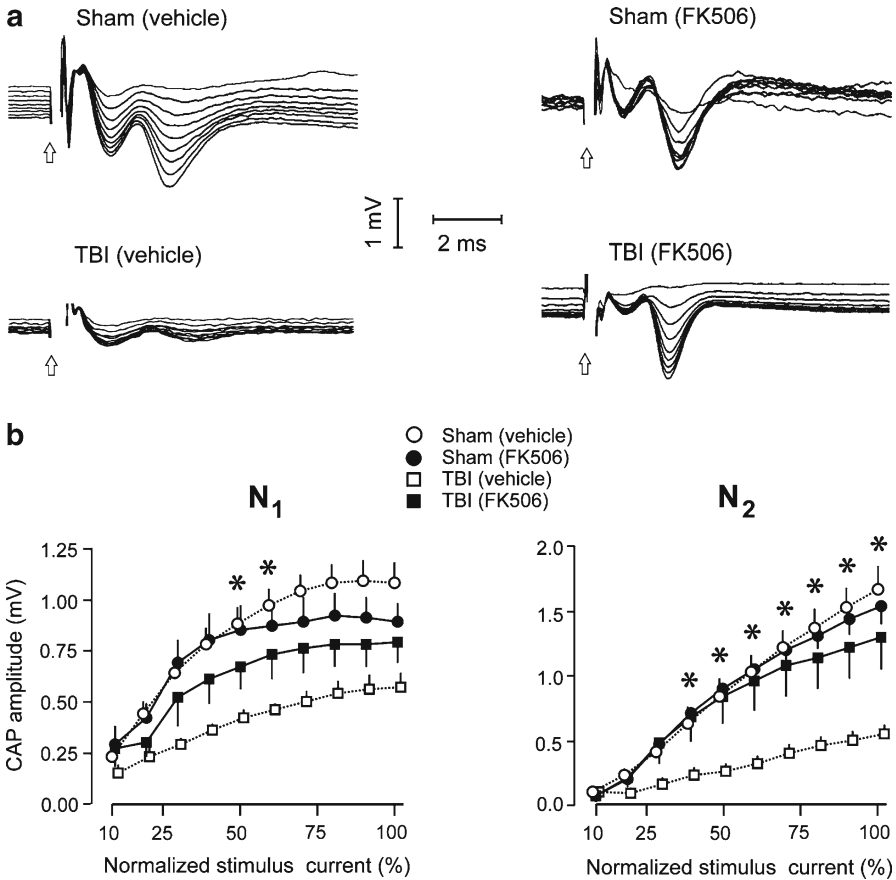 a
Sham (vehicle)
Sham (FK506)
1 mV
2 ms
TBI (vehicle)
TBI (FK506)
b
Sham (vehicle)
Sham (FK506)
TBI (vehicle)
TBI (FK506)
N1
N2
CAP amplitude (mV)
1.25
1.00
0.75
0.50
0.25
0.00
* *
10 25 50 75 100
Normalized stimulus current (%)
2.0
1.5
1.0
0.5
0.0
* * * * * * *
10 25 50 75 100
Normalized stimulus current (%)